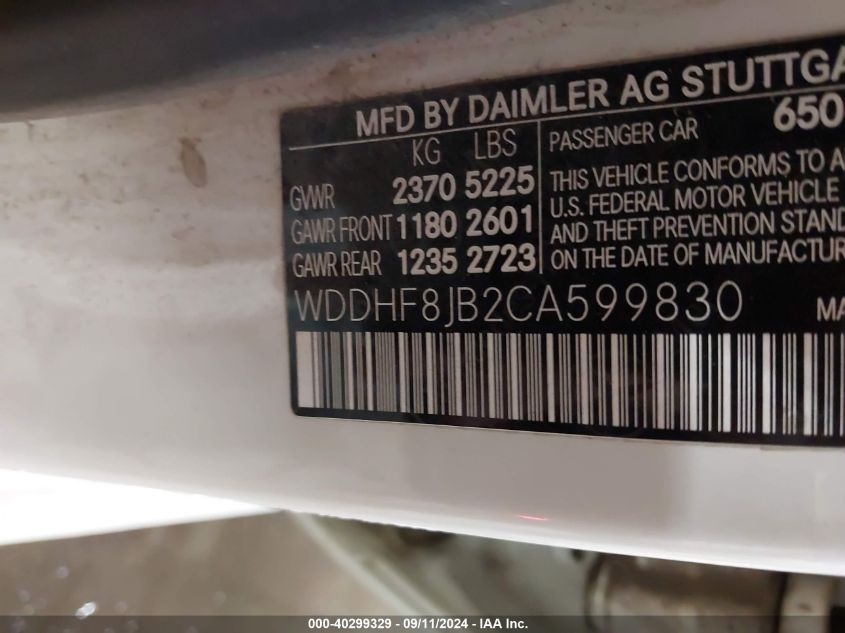 MFD BY DAIMLER AG STUTTGA
KG LBS
GVWR 2370 5225
GAWR FRONT 1180 2601
GAWR REAR 1235 2723
PASSENGER CAR 650
THIS VEHICLE CONFORMS TO A
U.S. FEDERAL MOTOR VEHICLE
AND THEFT PREVENTION STAND
ON THE DATE OF MANUFACTUR
WDDHF8JB2CA599830 MA
000-40299329 - 09/11/2024 - IAA Inc.